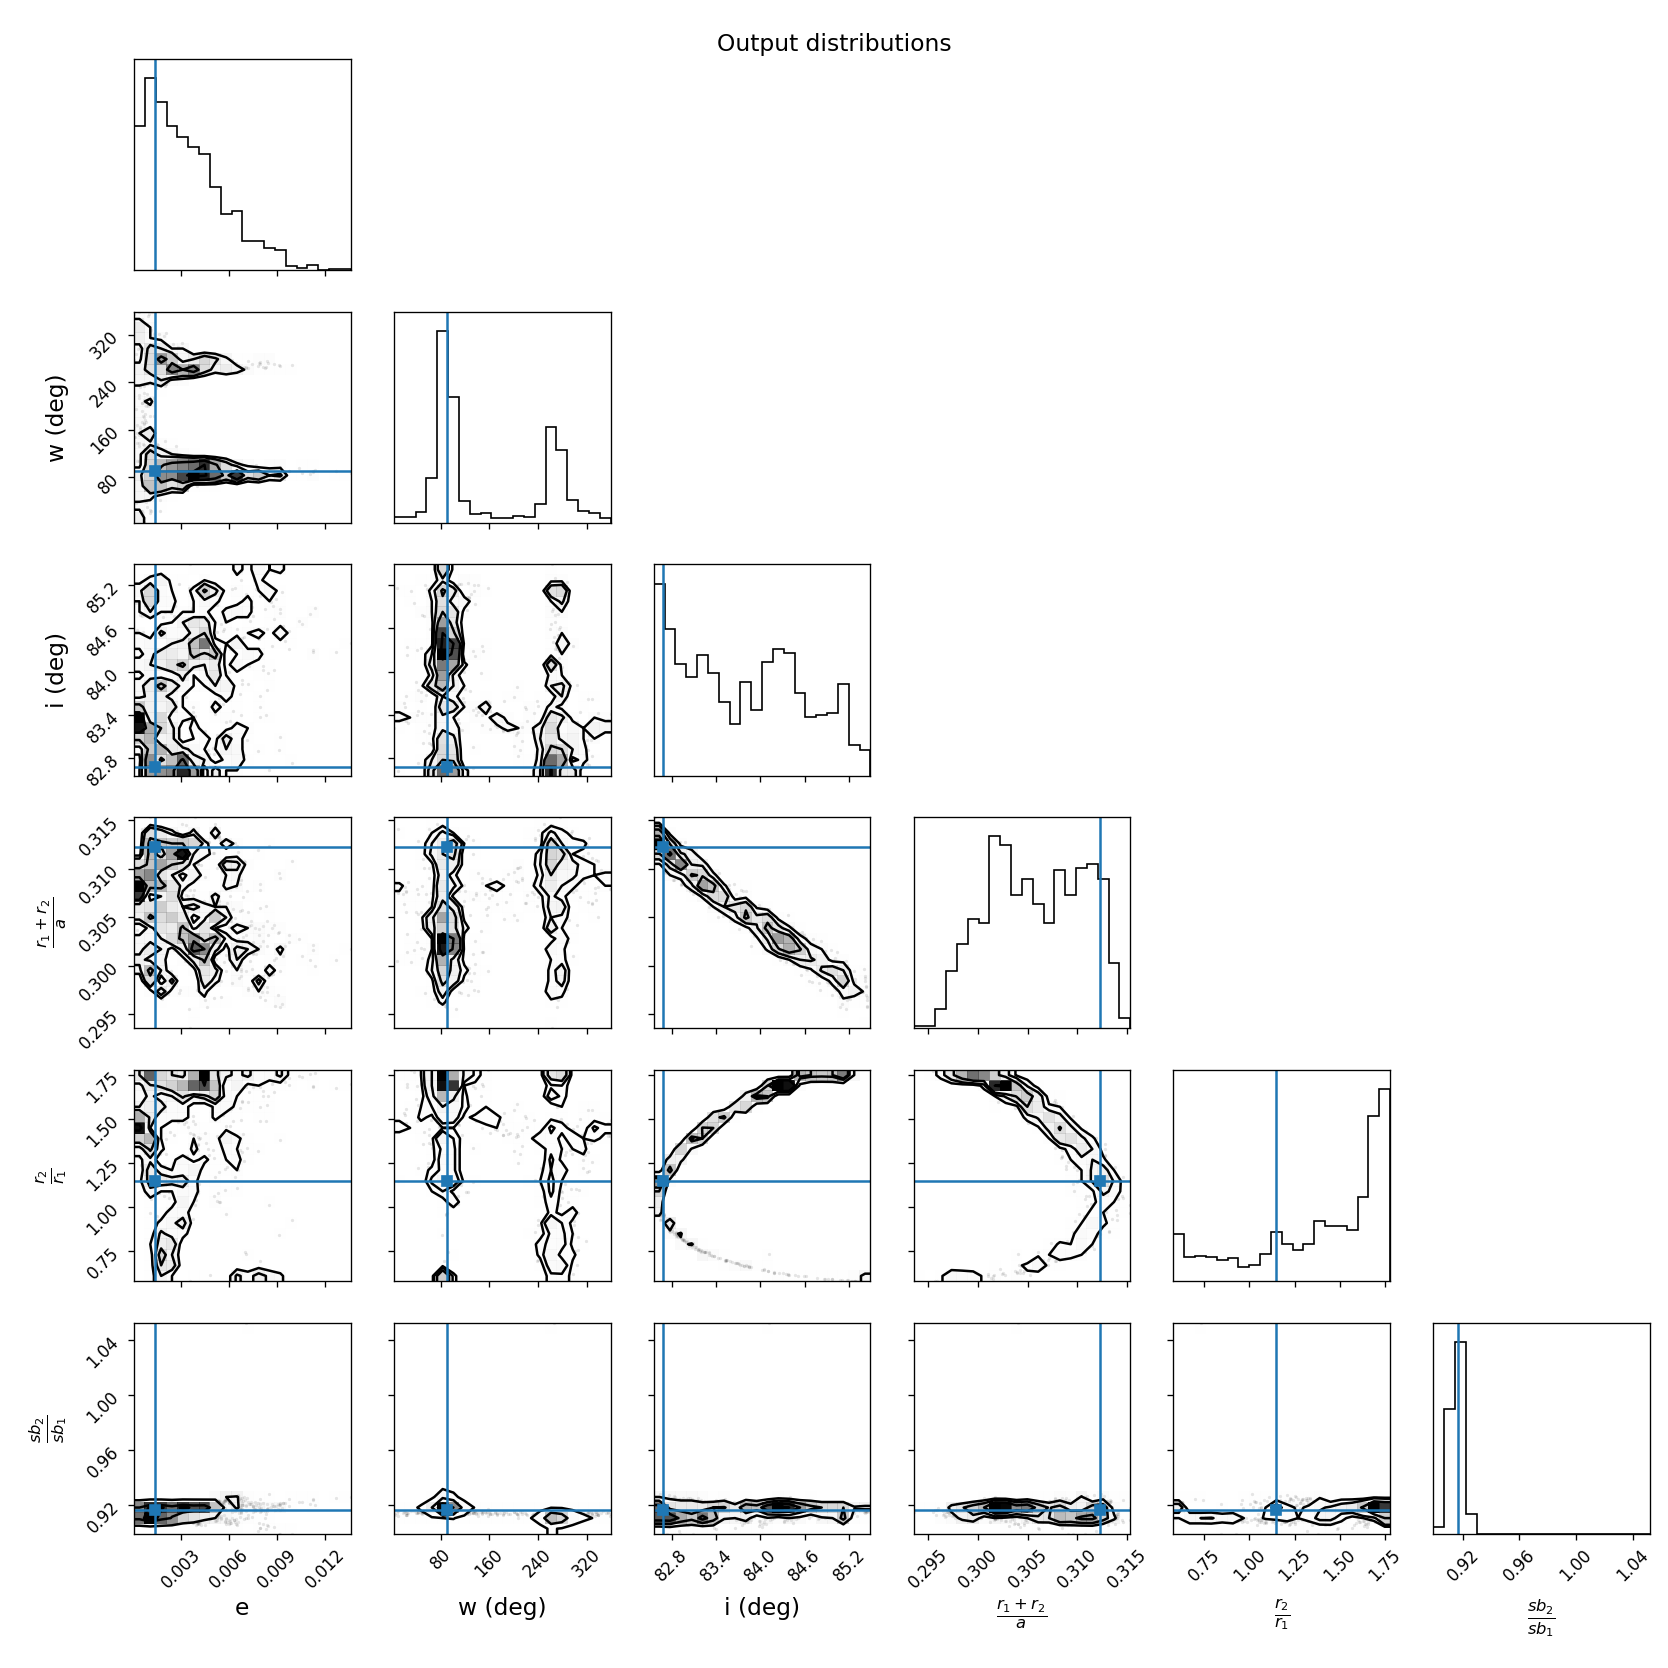 Output distributions
320
240
160
80
w (deg)
85.2
84.6
84.0
83.4
82.8
i (deg)
0.315
0.310
0.305
0.300
0.295
r₁ + r₂
a
1.75
1.50
1.25
1.00
0.75
r₂
r₁
1.04
1.00
0.96
0.92
sb₂
sb₁
0.003 0.006 0.009 0.012
e
80 160 240 320
w (deg)
82.8 83.4 84.0 84.6 85.2
i (deg)
0.295 0.300 0.305 0.310 0.315
r₁ + r₂
a
0.75 1.00 1.25 1.50 1.75
r₂
r₁
0.92 0.96 1.00 1.04
sb₂
sb₁